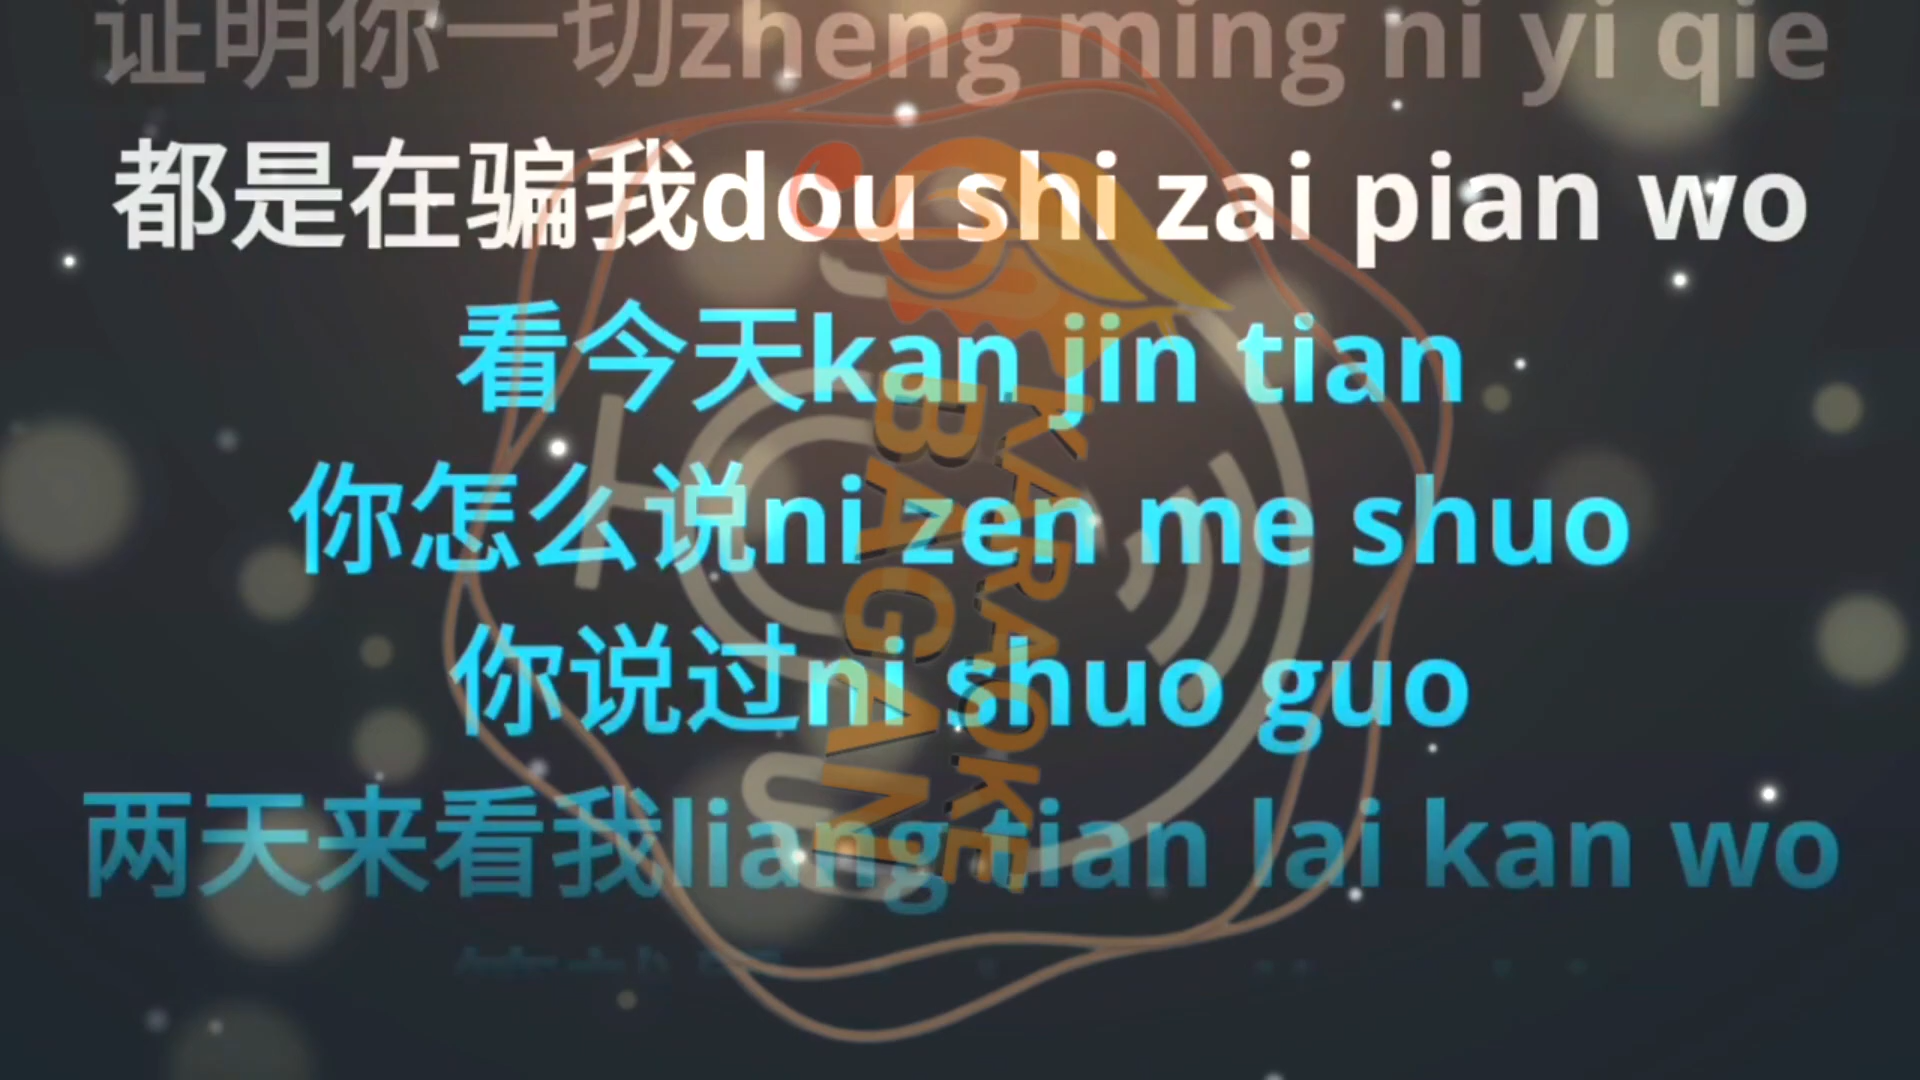 证明你一切zheng ming ni yi qie
都是在骗我dou shi zai pian wo
看今天kan jin tian
你怎么说ni zen me shuo
你说过ni shuo guo
两天来看我liang tian lai kan wo
KARAOKE
BAGAN